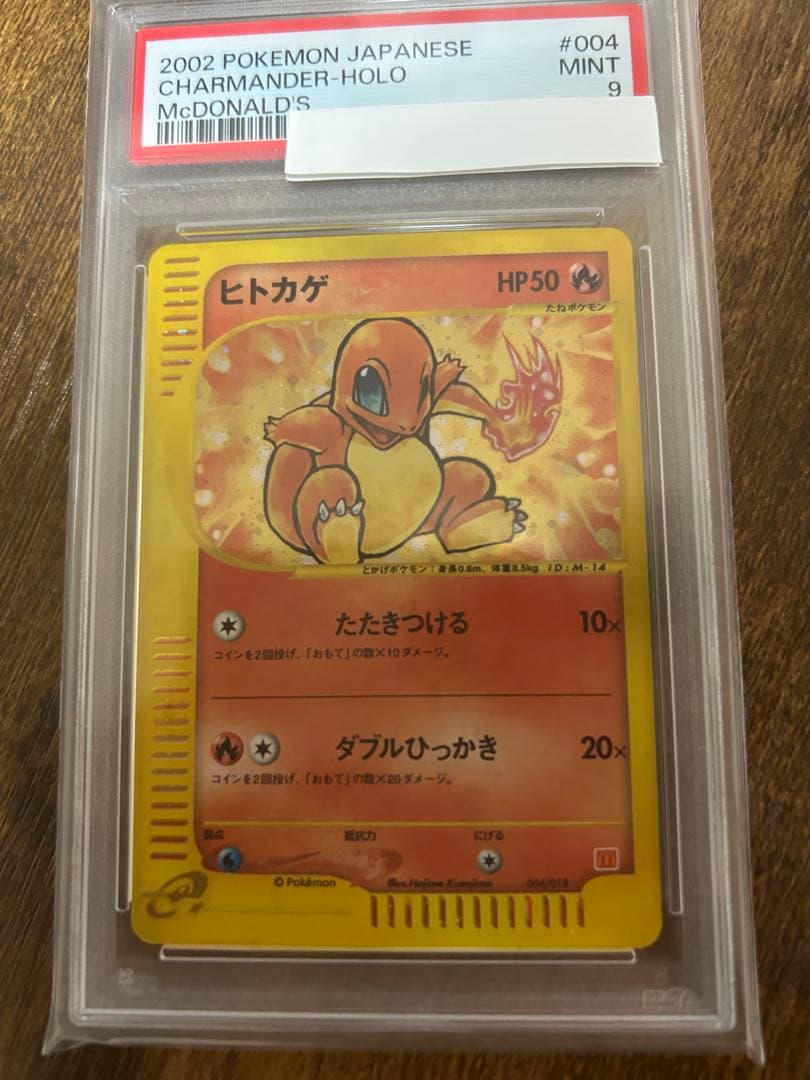 2002 POKEMON JAPANESE #004
CHARMANDER-HOLO MINT
McDONALD'S 9
ヒトカゲ HP50
たねポケモン
とかげポケモン：身長0.6m、体重8.5kg ID:M-14
たたきつける 10×
コインを2回投げ、「おもて」の数×10ダメージ。
ダブルひっかき 20×
コインを2回投げ、「おもて」の数×20ダメージ。
弱点 抵抗力 にげる
©Pokémon Illus.Hajime Kusajima 004/018